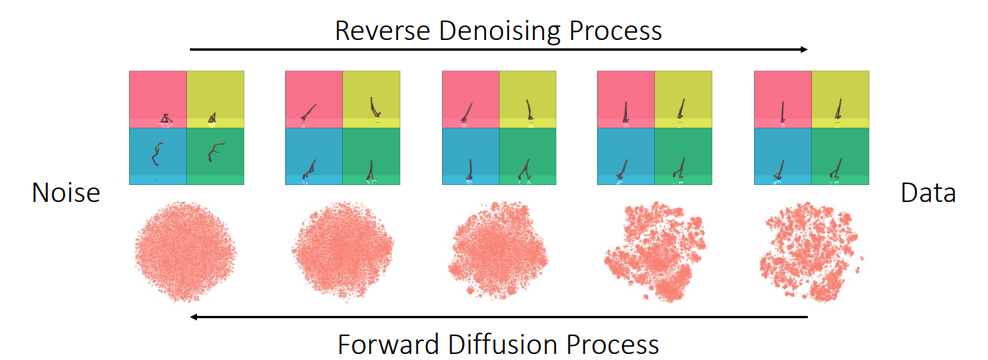 Reverse Denoising Process
Noise
Data
Forward Diffusion Process